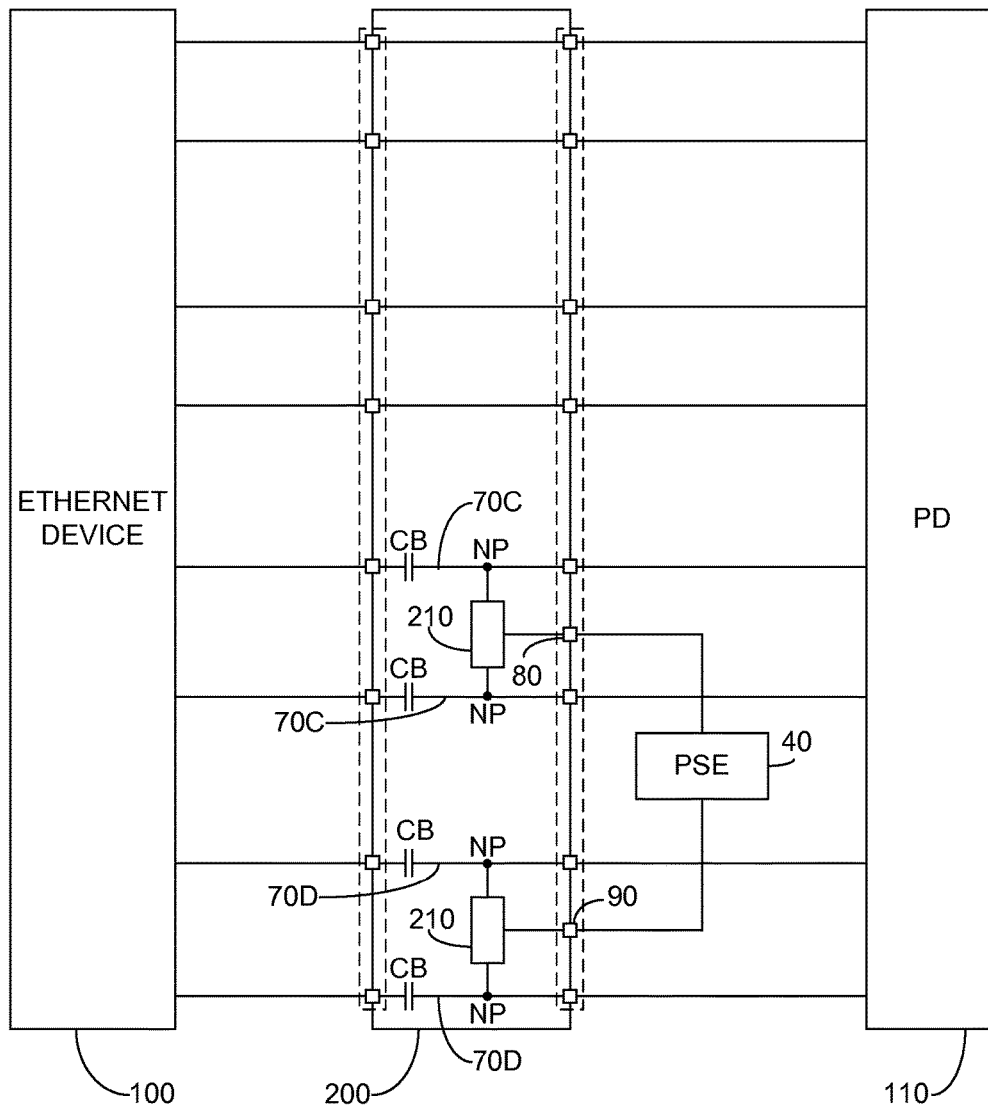 ETHERNET
DEVICE
PD
70C
CB
NP
210
80
CB
70C
NP
PSE
40
CB
NP
70D
210
90
CB
NP
70D
100
200
110